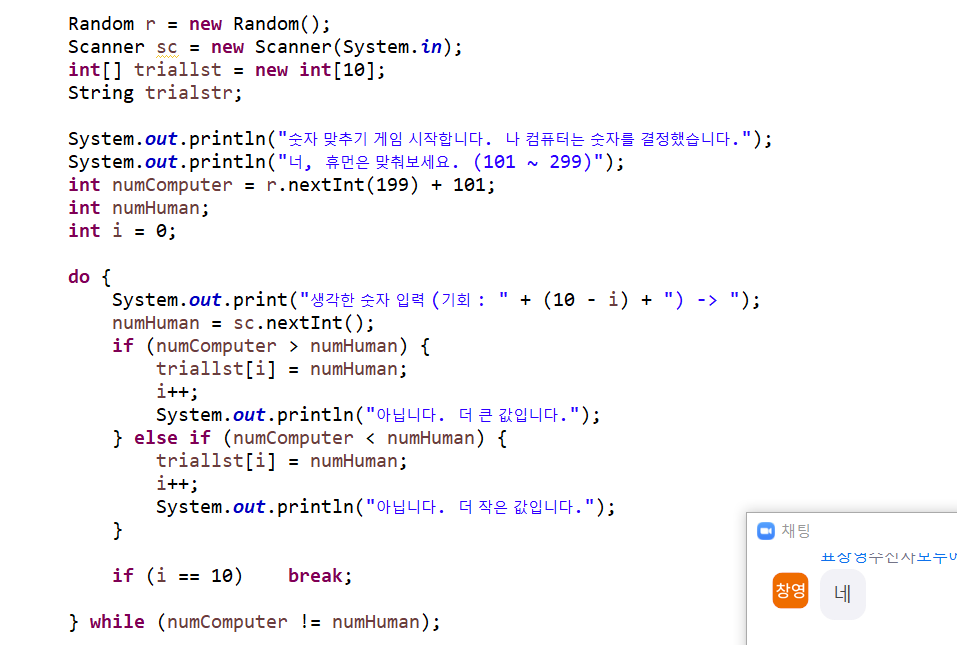 Random r = new Random();
Scanner sc = new Scanner(System.in);
int[] triallst = new int[10];
String trialstr;
System.out.println("숫자 맞추기 게임 시작합니다. 나 컴퓨터는 숫자를 결정했습니다.");
System.out.println("너, 휴먼은 맞춰보세요. (101 ~ 299)");
int numComputer = r.nextInt(199) + 101;
int numHuman;
int i = 0;
do {
System.out.print("생각한 숫자 입력 (기회 : " + (10 - i) + ") -> ");
numHuman = sc.nextInt();
if (numComputer > numHuman) {
triallst[i] = numHuman;
i++;
System.out.println("아닙니다. 더 큰 값입니다.");
} else if (numComputer < numHuman) {
triallst[i] = numHuman;
i++;
System.out.println("아닙니다. 더 작은 값입니다.");
}
if (i == 10) break;
} while (numComputer != numHuman);
채팅
창영
네